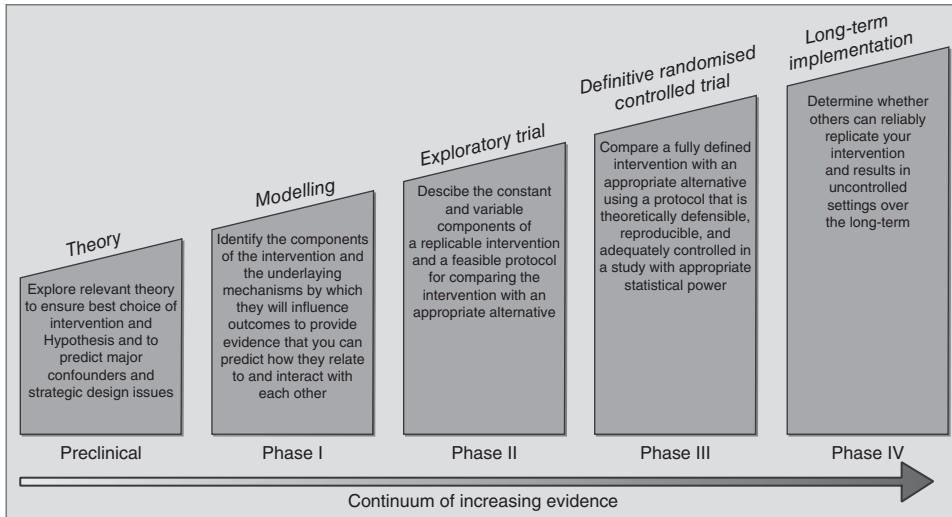 Theory
Explore relevant theory
to ensure best choice of
intervention and
Hypothesis and to
predict major
confounders and
strategic design issues
Preclinical
Modelling
Identify the components
of the intervention and
the underlaying
mechanisms by which
they will influence
outcomes to provide
evidence that you can
predict how they relate
to and interact with
each other
Phase I
Exploratory trial
Descibe the constant
and variable
components of
a replicable intervention
and a feasible protocol
for comparing the
intervention with an
appropriate alternative
Phase II
Definitive randomised
controlled trial
Compare a fully defined
intervention with an
appropriate alternative
using a protocol that is
theoretically defensible,
reproducible, and
adequately controlled in
a study with appropriate
statistical power
Phase III
Long-term
implementation
Determine whether
others can reliably
replicate your
intervention
and results in
uncontrolled
settings over
the long-term
Phase IV
Continuum of increasing evidence